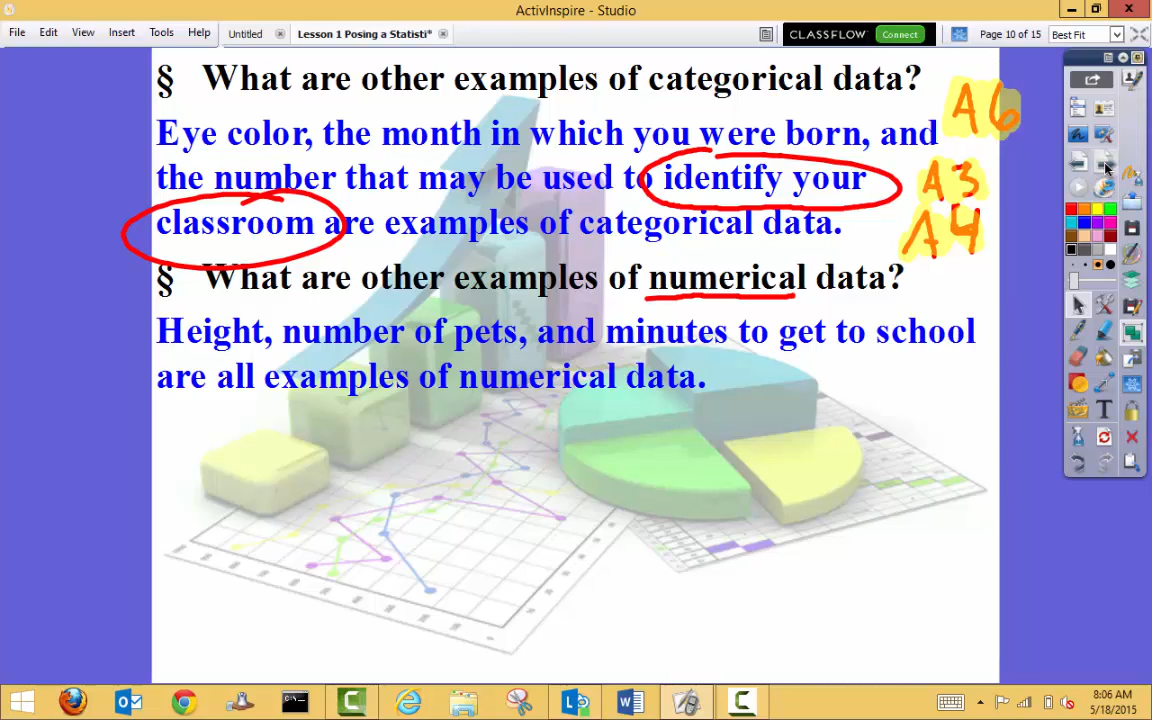 ActivInspire - Studio
File Edit View Insert Tools Help Untitled Lesson 1 Posing a Statisti* CLASSFLOW Connect Page 10 of 15 Best Fit
§ What are other examples of categorical data?
A6
Eye color, the month in which you were born, and
the number that may be used to identify your
A3
classroom are examples of categorical data.
A4
§ What are other examples of numerical data?
Height, number of pets, and minutes to get to school
are all examples of numerical data.
8:06 AM
5/18/2015